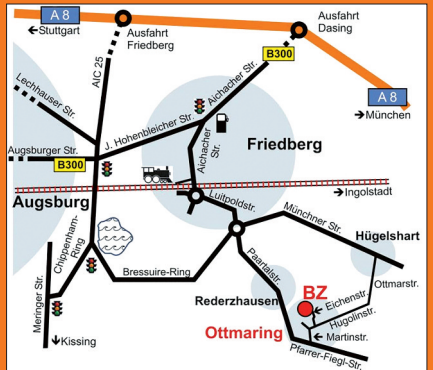 A 8
←Stuttgart
Ausfahrt
Friedberg
Ausfahrt
Dasing
B300
A 8
→München
AIC 25
Lechhauser Str.
Augsburger Str.
B300
J. Hohenbleicher Str.
Aichacher Str.
Aichacher
Str.
Friedberg
→Ingolstadt
Augsburg
Luitpoldstr.
Münchner Str.
Hügelshart
Chippenham-
Ring
Meringer Str.
Bressuire-Ring
Paartalstr.
Rederzhausen
BZ
Ottmarstr.
Eichenstr.
Hugolinstr.
Ottmaring
Martinstr.
↓Kissing
Pfarrer-Fiegl-Str.